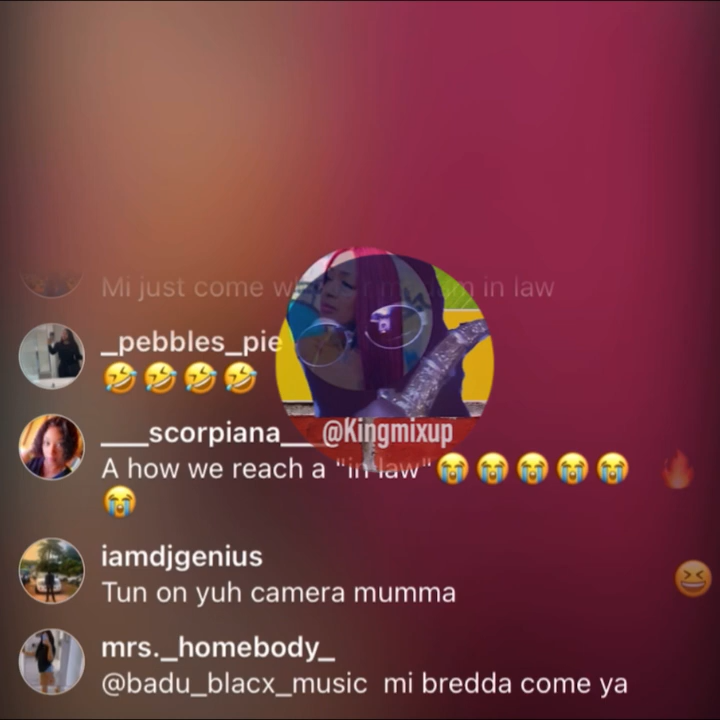 Mi just come in law
_pebbles_pie
🤣🤣🤣🤣
___scorpiana___ @Kingmixup
A how we reach a "in law"😭😭😭😭😭
😭
iamdjgenius
Tun on yuh camera mumma
mrs._homebody_
@badu_blacx_music mi bredda come ya